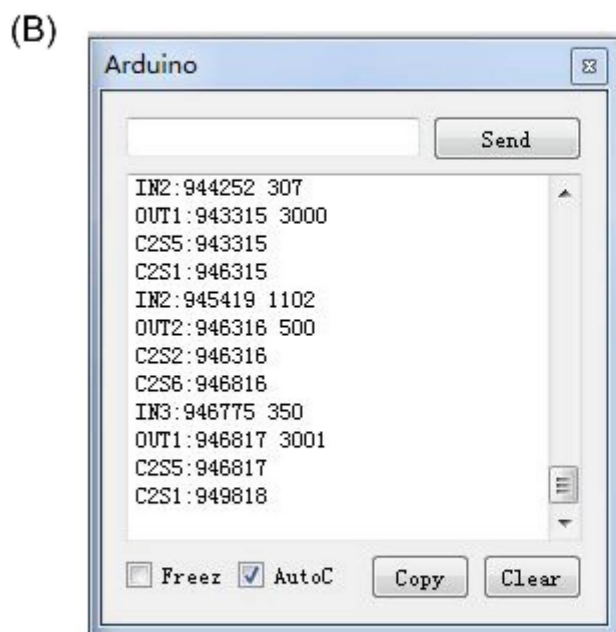 (B)
Arduino
Send
IN2:944252 307
OUT1:943315 3000
C2S5:943315
C2S1:946315
IN2:945419 1102
OUT2:946316 500
C2S2:946316
C2S6:946816
IN3:946775 350
OUT1:946817 3001
C2S5:946817
C2S1:949818
Freez AutoC Copy Clear